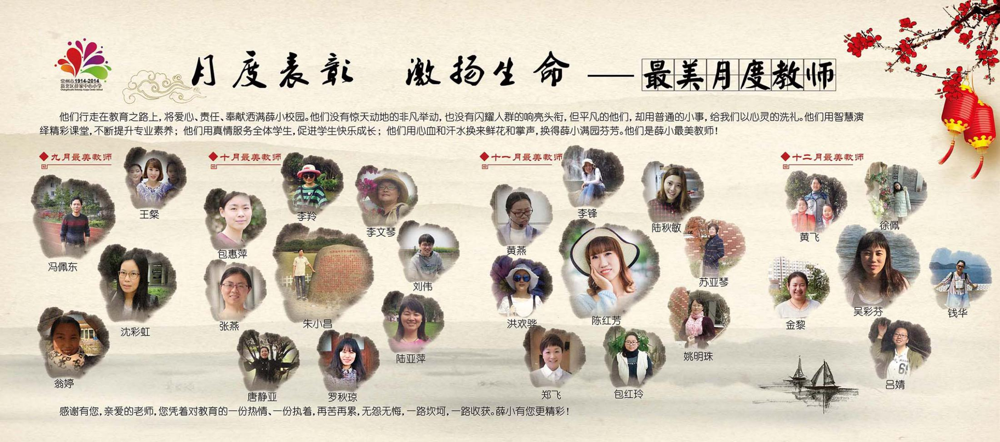 常州市1914-2014
新北区薛家中心小学
Changzhoushi Xinbeiqu Xuejia Center School
月度表彰 激扬生命——最美月度教师
他们行走在教育之路上，将爱心、责任、奉献洒满薛小校园。他们没有惊天动地的非凡举动，也没有闪耀人群的响亮头衔，但平凡的他们，却用普通的小事，给我们以心灵的洗礼。他们用智慧演
绎精彩课堂，不断提升专业素养；他们用真情服务全体学生，促进学生快乐成长；他们用心血和汗水换来鲜花和掌声，换得薛小满园芬芳。他们是薛小最美教师！
九月最美教师
王粲
冯佩东
沈彩虹
翁婷
十月最美教师
李羚
李文琴
包惠萍
刘伟
张燕
朱小昌
陆亚萍
唐静亚
罗秋琼
十一月最美教师
李锋
陆秋敏
黄燕
苏亚琴
洪欢骅
陈红芳
姚明珠
郑飞
包红玲
十二月最美教师
徐佩
黄飞
吴彩芬
钱华
金黎
吕婧
感谢有您，亲爱的老师，您凭着对教育的一份热情、一份执着，再苦再累，无怨无悔，一路坎坷，一路收获。薛小有您更精彩！